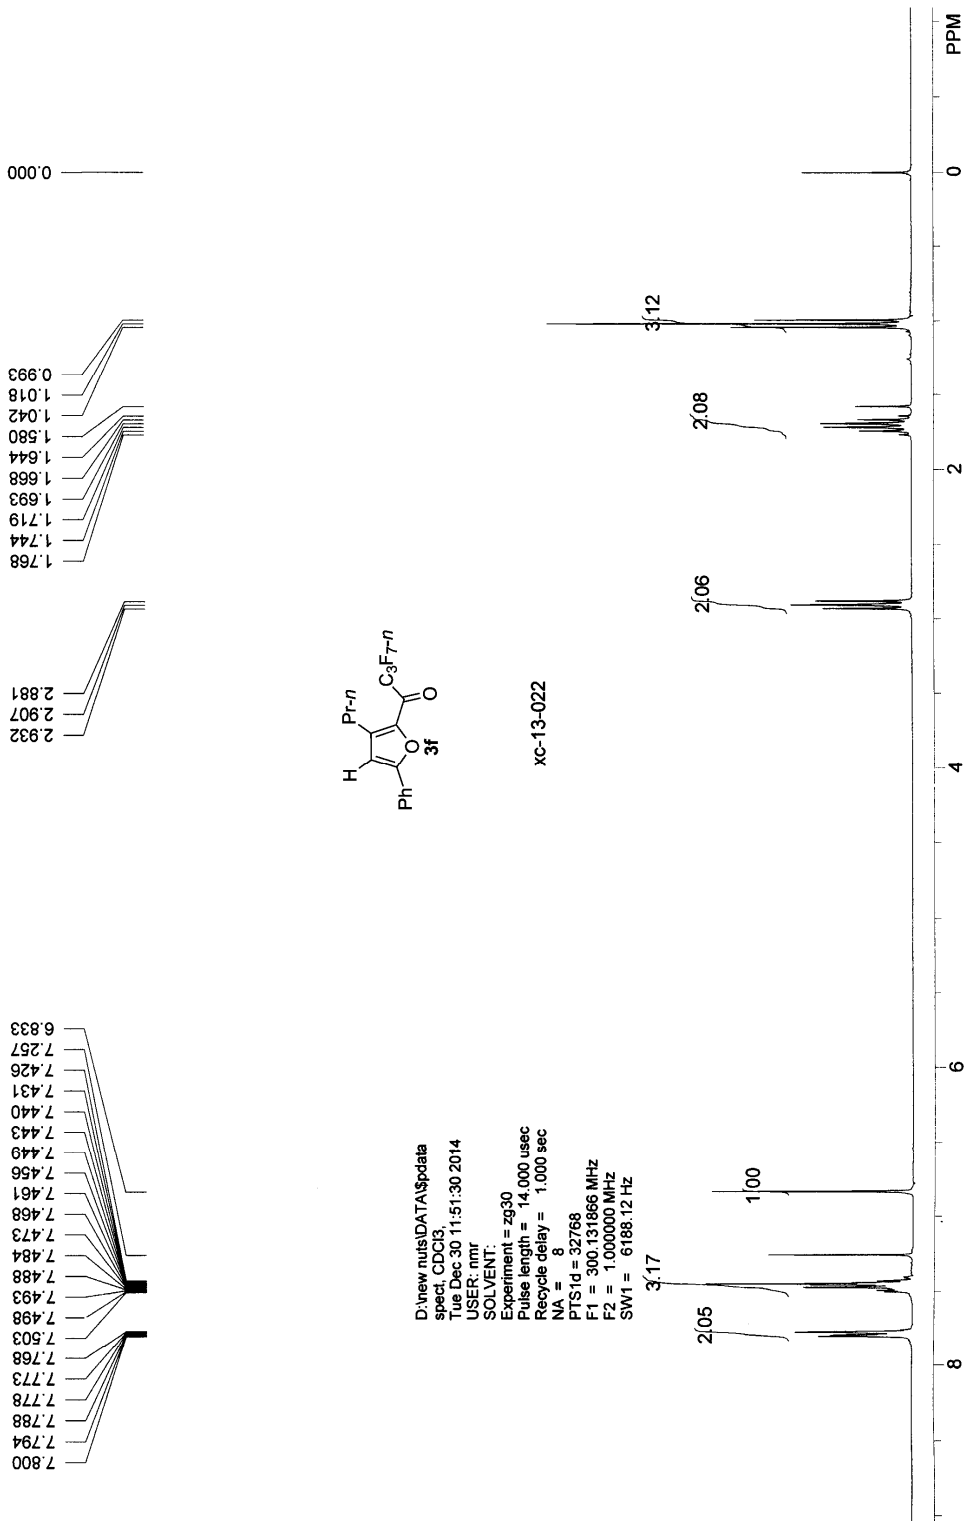 7.800
7.794
7.788
7.778
7.773
7.768
7.503
7.498
7.493
7.488
7.484
7.473
7.468
7.461
7.456
7.449
7.443
7.440
7.431
7.426
7.257
6.833
2.932
2.907
2.881
1.768
1.744
1.719
1.693
1.668
1.644
1.580
1.042
1.018
0.993
0.000
H
Pr-n
Ph
O
C3F7-n
O
3f
xc-13-022
D:\new nuts\DATA\$pdata
spect, CDCl3,
Tue Dec 30 11:51:30 2014
USER: nmr
SOLVENT:
Experiment = zg30
Pulse length = 14.000 usec
Recycle delay = 1.000 sec
NA = 8
PTS1d = 32768
F1 = 300.131866 MHz
F2 = 1.000000 MHz
SW1 = 6188.12 Hz
2.05
3.17
1.00
2.06
2.08
3.12
8
6
4
2
0
PPM